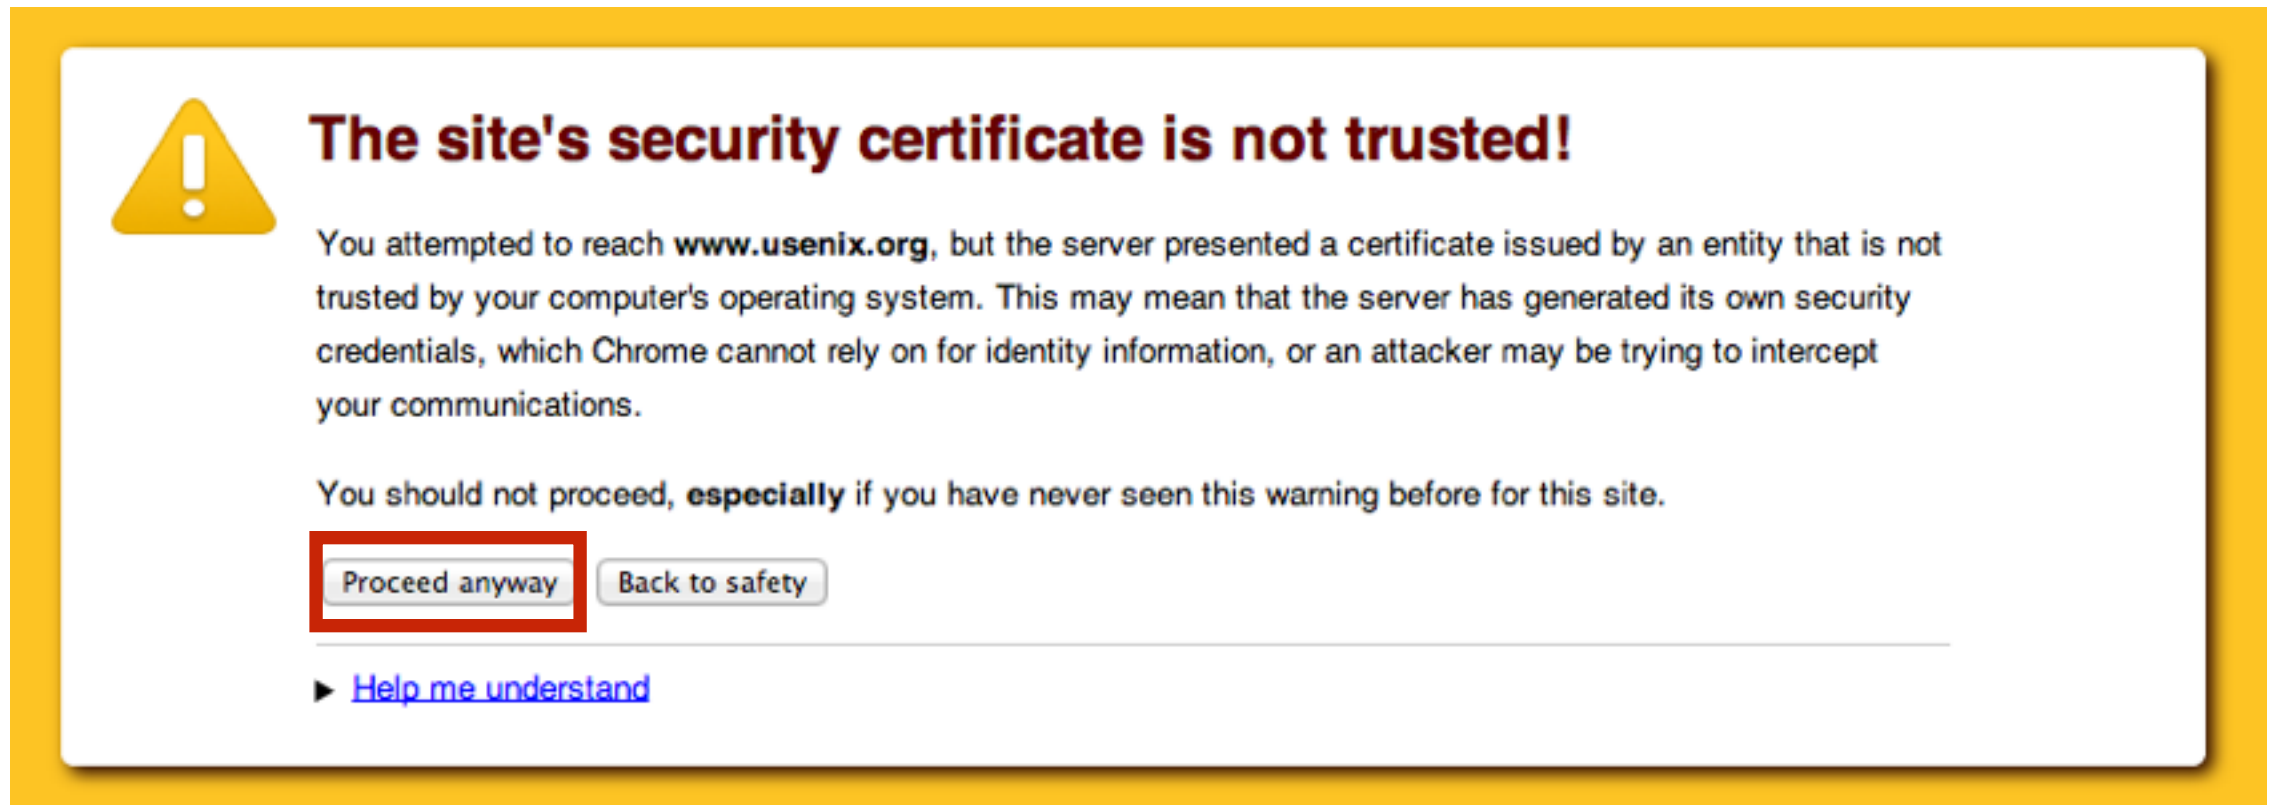 The site's security certificate is not trusted!
You attempted to reach www.usenix.org, but the server presented a certificate issued by an entity that is not
trusted by your computer's operating system. This may mean that the server has generated its own security
credentials, which Chrome cannot rely on for identity information, or an attacker may be trying to intercept
your communications.
You should not proceed, especially if you have never seen this warning before for this site.
Proceed anyway Back to safety
Help me understand